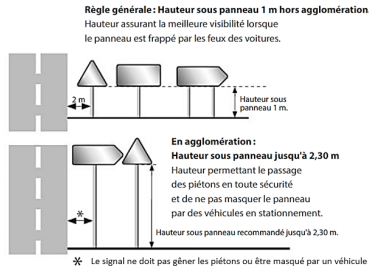 Règle générale : Hauteur sous panneau 1 m hors agglomération.
Hauteur assurant la meilleure visibilité lorsque
le panneau est frappé par les feux des voitures.
2 m
Hauteur sous
panneau 1 m.
En agglomération :
Hauteur sous panneau jusqu'à 2,30 m
Hauteur permettant le passage
des piétons en toute sécurité
et de ne pas masquer le panneau
par des véhicules en stationnement.
*
Hauteur sous panneau recommandé jusqu'à 2,30 m.
* Le signal ne doit pas gêner les piétons ou être masqué par un véhicule